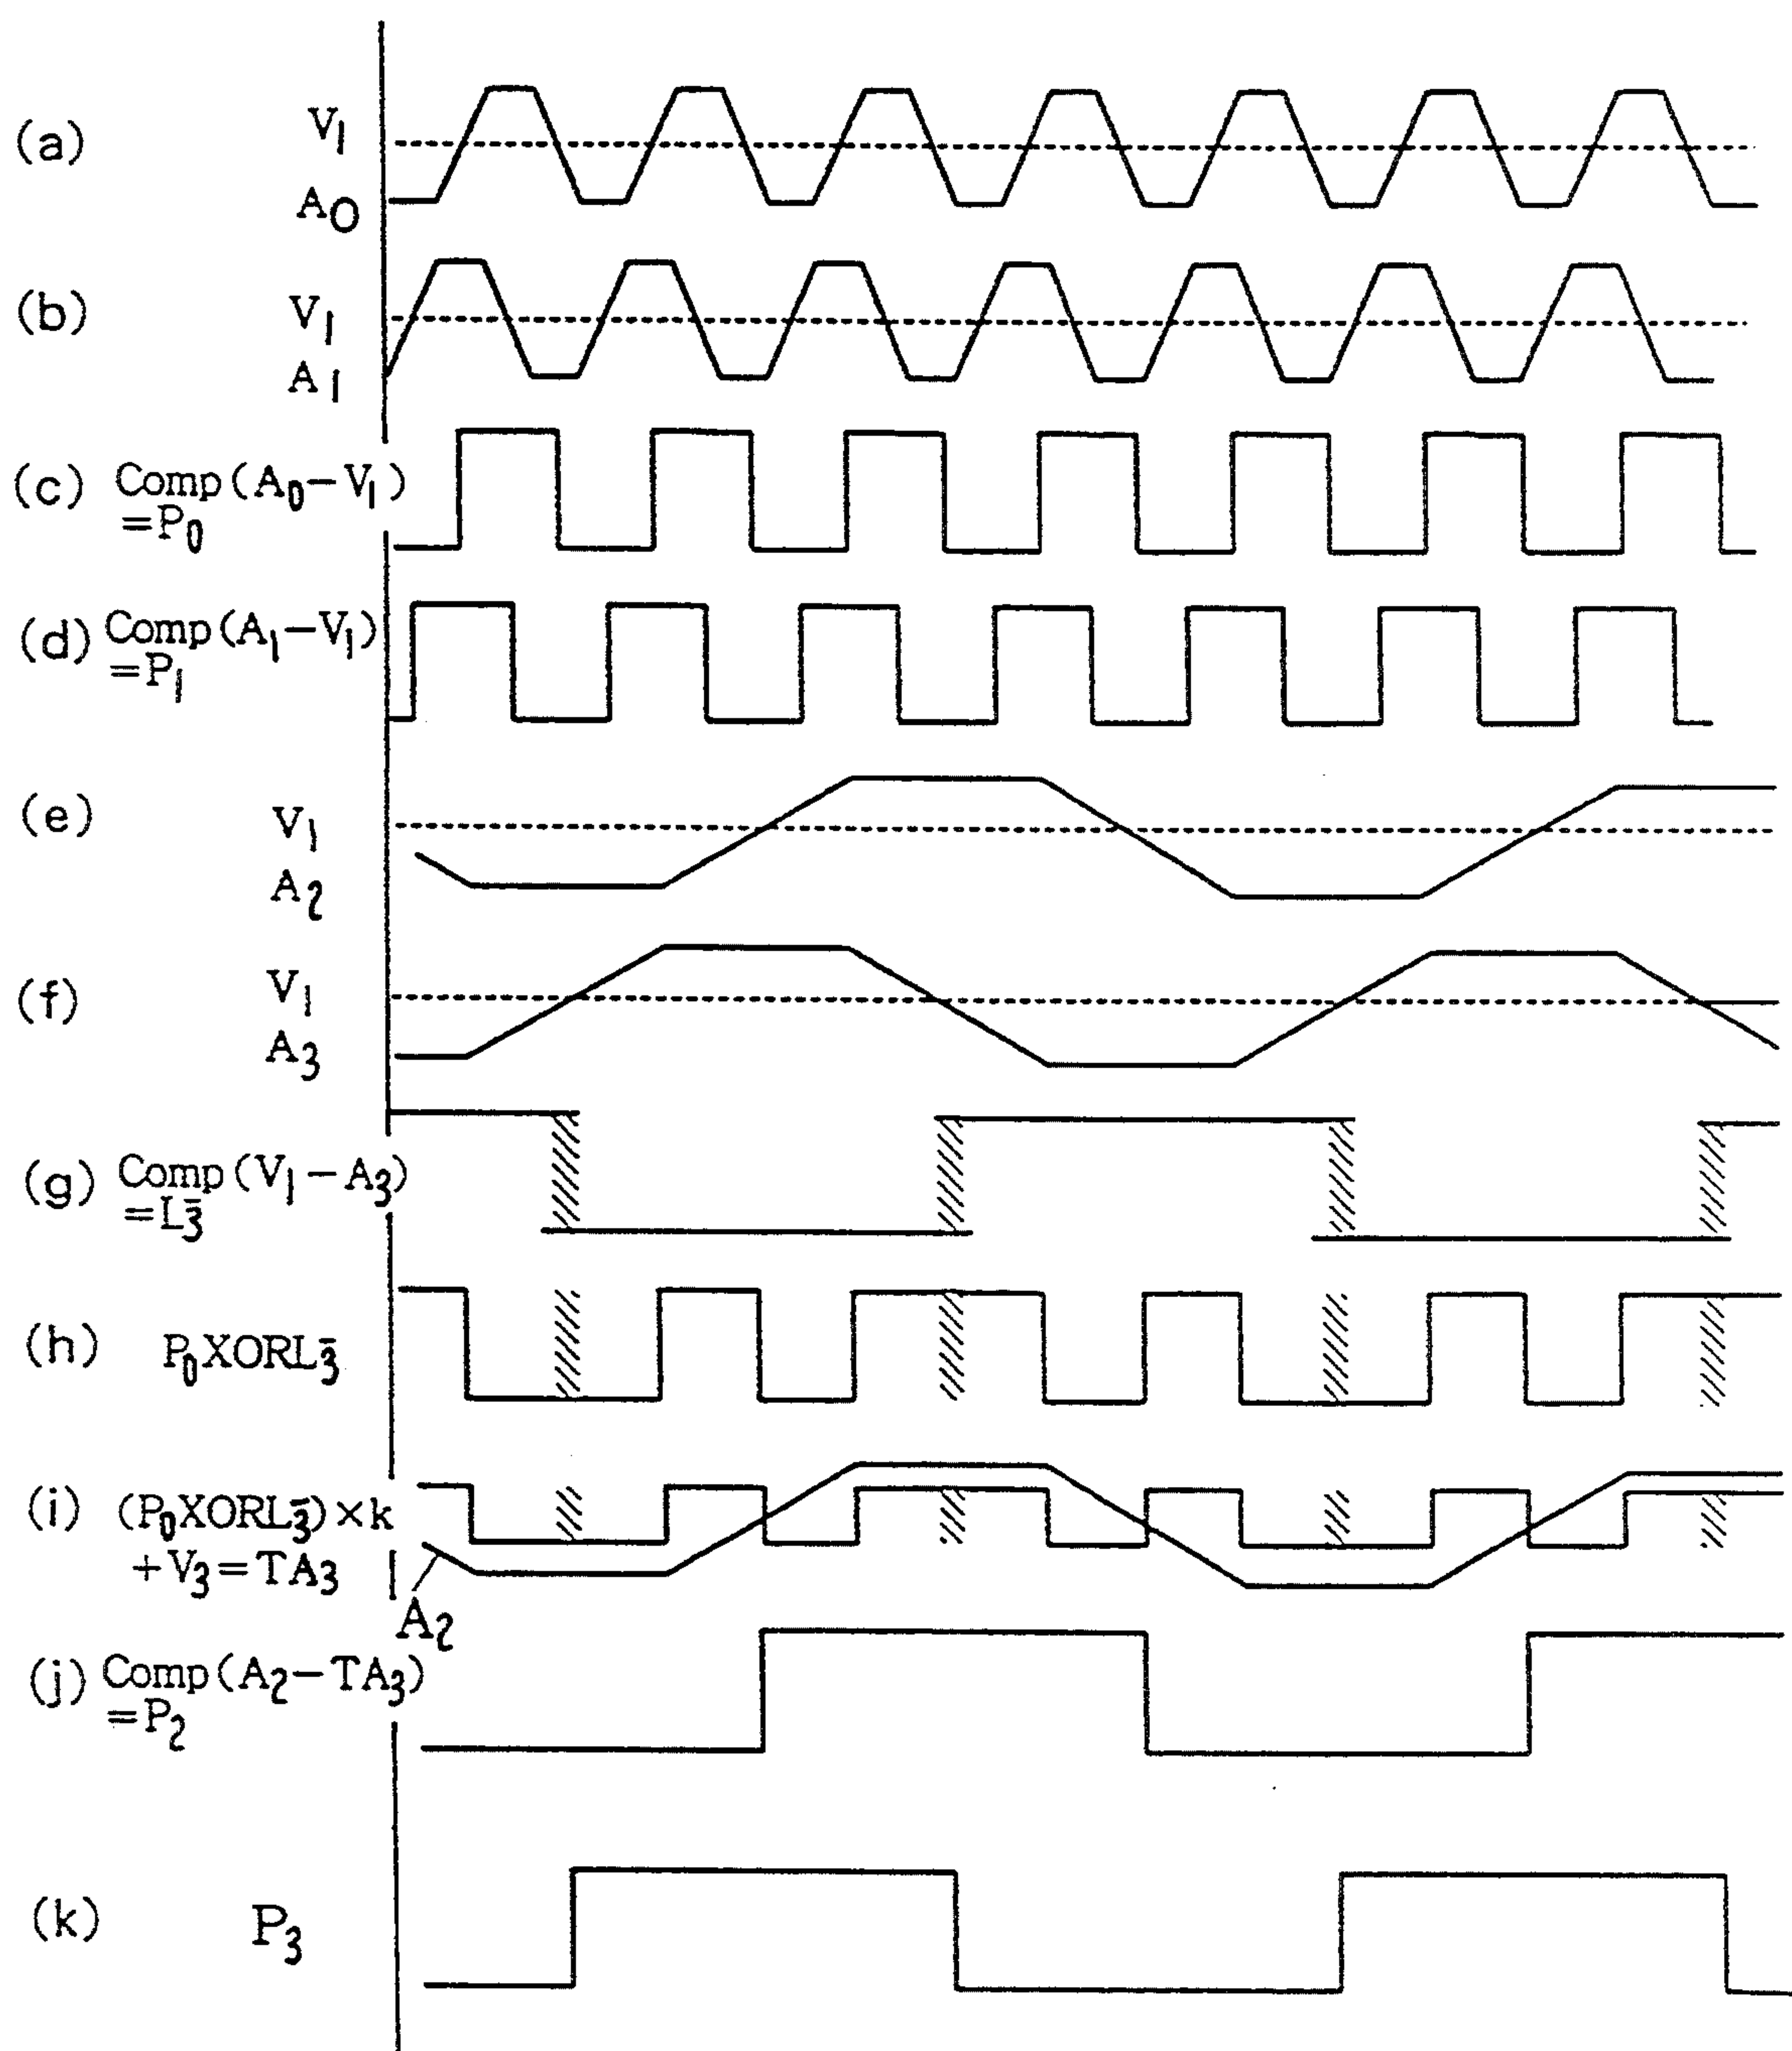 (a)
V1
A0
(b)
V1
A1
(c) Comp(A0−V1)
=P0
(d) Comp(A1−V1)
=P1
(e)
V1
A2
(f)
V1
A3
(g) Comp(V1−A3)
=L3̄
(h) P0XORL3̄
(i) (P0XORL3̄)×k
+V3=TA3
A2
(j) Comp(A2−TA3)
=P2
(k) P3